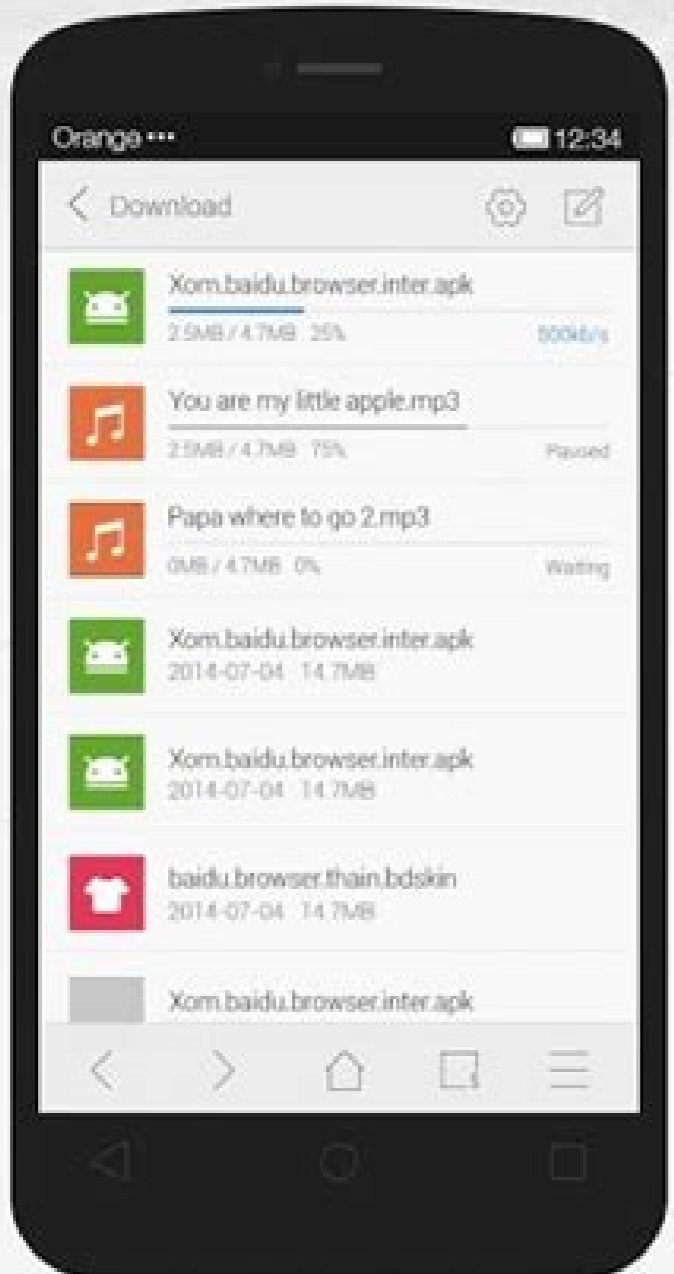 Orange •••
12:34
Download
Xom.baidu.browser.inter.apk
2.5MB / 4.7MB 25%
500kb/s
You are my little apple.mp3
2.5MB / 4.7MB 75%
Paused
Papa where to go 2.mp3
0MB / 4.7MB 0%
Waiting
Xom.baidu.browser.inter.apk
2014-07-04 14.7MB
Xom.baidu.browser.inter.apk
2014-07-04 14.7MB
baidu.browser.thain.bdskin
2014-07-04 14.7MB
Xom.baidu.browser.inter.apk